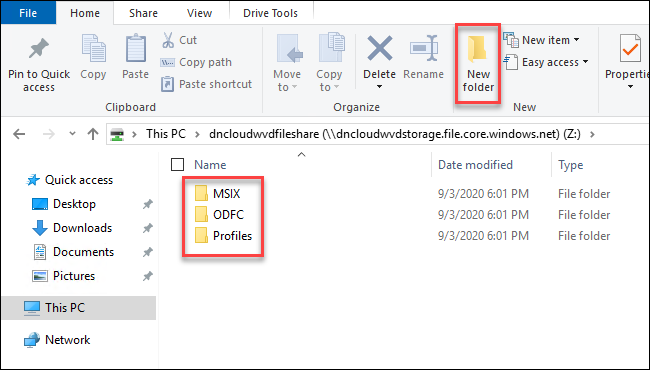 File Home Share View Drive Tools
Pin to Quick access
Copy
Paste
Cut
Copy path
Paste shortcut
Clipboard
Move to
Copy to
Delete
Rename
Organize
New folder
New item
Easy access
New
Properti
This PC dncloudwvdfileshare (\\dncloudwvdstorage.file.core.windows.net) (Z:)
Name Date modified Type
Quick access
Desktop
Downloads
Documents
Pictures
This PC
Network
MSIX 9/3/2020 6:01 PM File folder
ODFC 9/3/2020 6:01 PM File folder
Profiles 9/3/2020 6:01 PM File folder